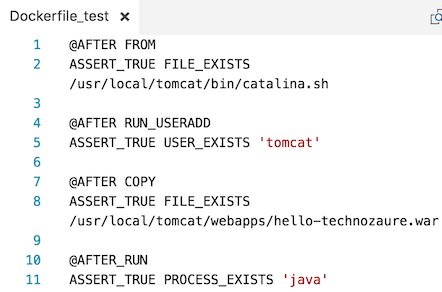 Dockerfile_test ×
1 @AFTER FROM
2 ASSERT_TRUE FILE_EXISTS
/usr/local/tomcat/bin/catalina.sh
3
4 @AFTER RUN_USERADD
5 ASSERT_TRUE USER_EXISTS 'tomcat'
6
7 @AFTER COPY
8 ASSERT_TRUE FILE_EXISTS
/usr/local/tomcat/webapps/hello-technozaure.war
9
10 @AFTER_RUN
11 ASSERT_TRUE PROCESS_EXISTS 'java'